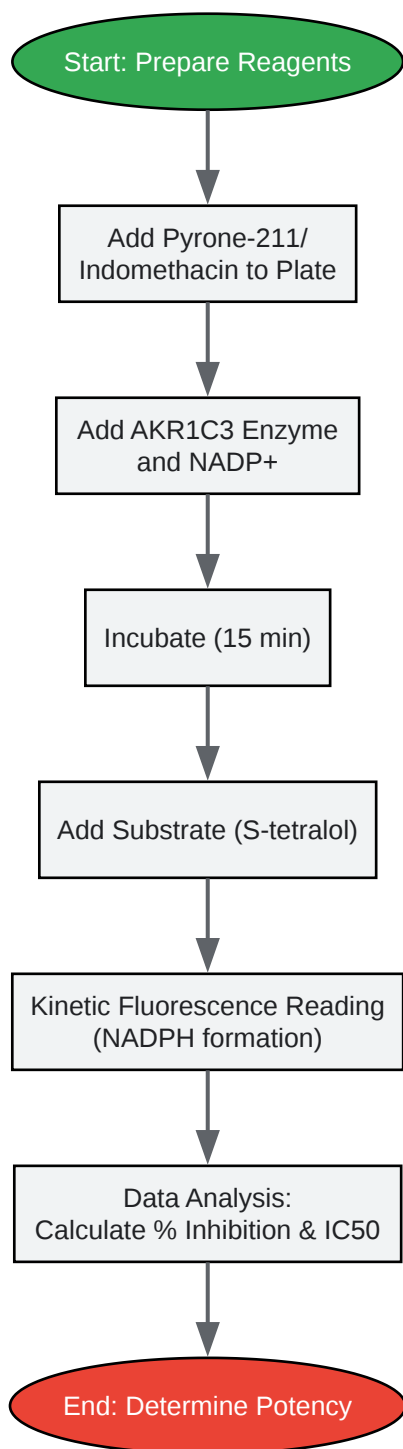 Start: Prepare Reagents
Add Pyrone-211/
Indomethacin to Plate
Add AKR1C3 Enzyme
and NADP+
Incubate (15 min)
Add Substrate (S-tetralol)
Kinetic Fluorescence Reading
(NADPH formation)
Data Analysis:
Calculate % Inhibition & IC50
End: Determine Potency